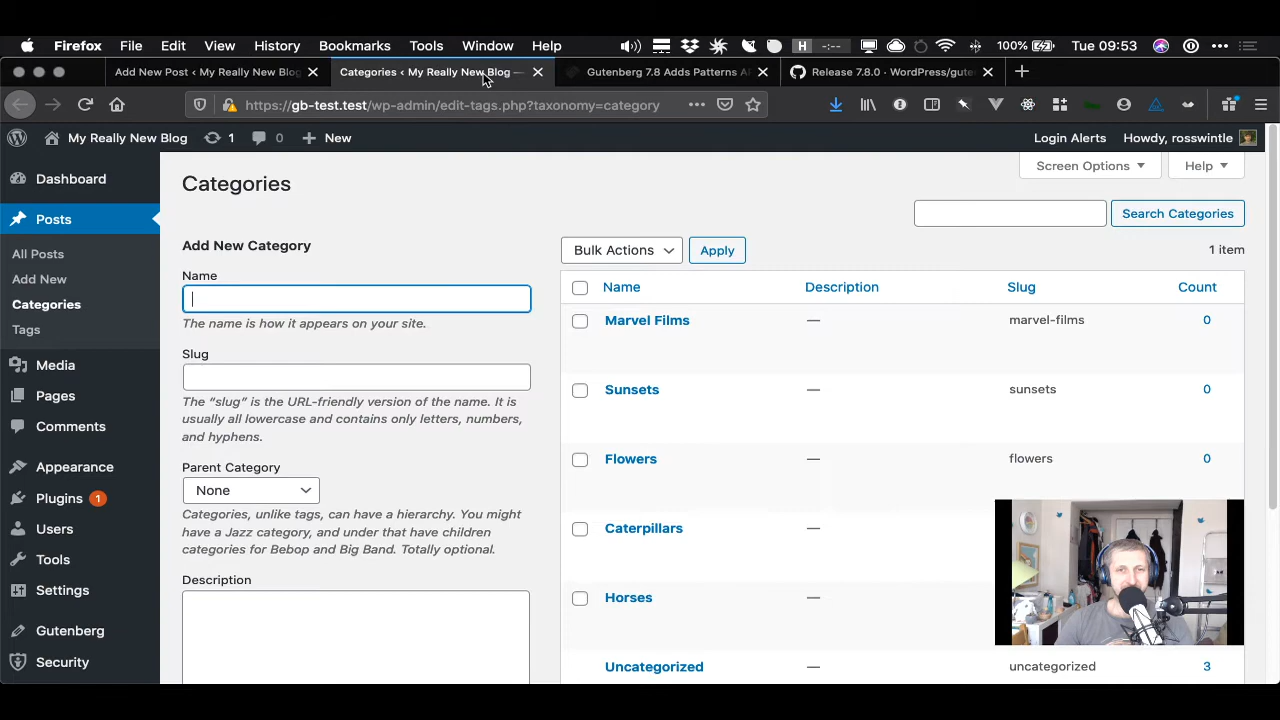 Firefox File Edit View History Bookmarks Tools Window Help H -:-- 100% Tue 09:53
Add New Post ‹ My Really New Blog
Categories ‹ My Really New Blog —
Gutenberg 7.8 Adds Patterns AP
Release 7.8.0 · WordPress/gute
https://gb-test.test/wp-admin/edit-tags.php?taxonomy=category
My Really New Blog 1 0 New Login Alerts Howdy, rosswintle
Dashboard
Posts
All Posts
Add New
Categories
Tags
Media
Pages
Comments
Appearance
Plugins 1
Users
Tools
Settings
Gutenberg
Security
Screen Options Help
Categories
Search Categories
Add New Category
Name
The name is how it appears on your site.
Slug
The “slug” is the URL-friendly version of the name. It is
usually all lowercase and contains only letters, numbers,
and hyphens.
Parent Category
None
Categories, unlike tags, can have a hierarchy. You might
have a Jazz category, and under that have children
categories for Bebop and Big Band. Totally optional.
Description
Bulk Actions Apply 1 item
Name Description Slug Count
Marvel Films — marvel-films 0
Sunsets — sunsets 0
Flowers — flowers 0
Caterpillars —
Horses —
Uncategorized — uncategorized 3